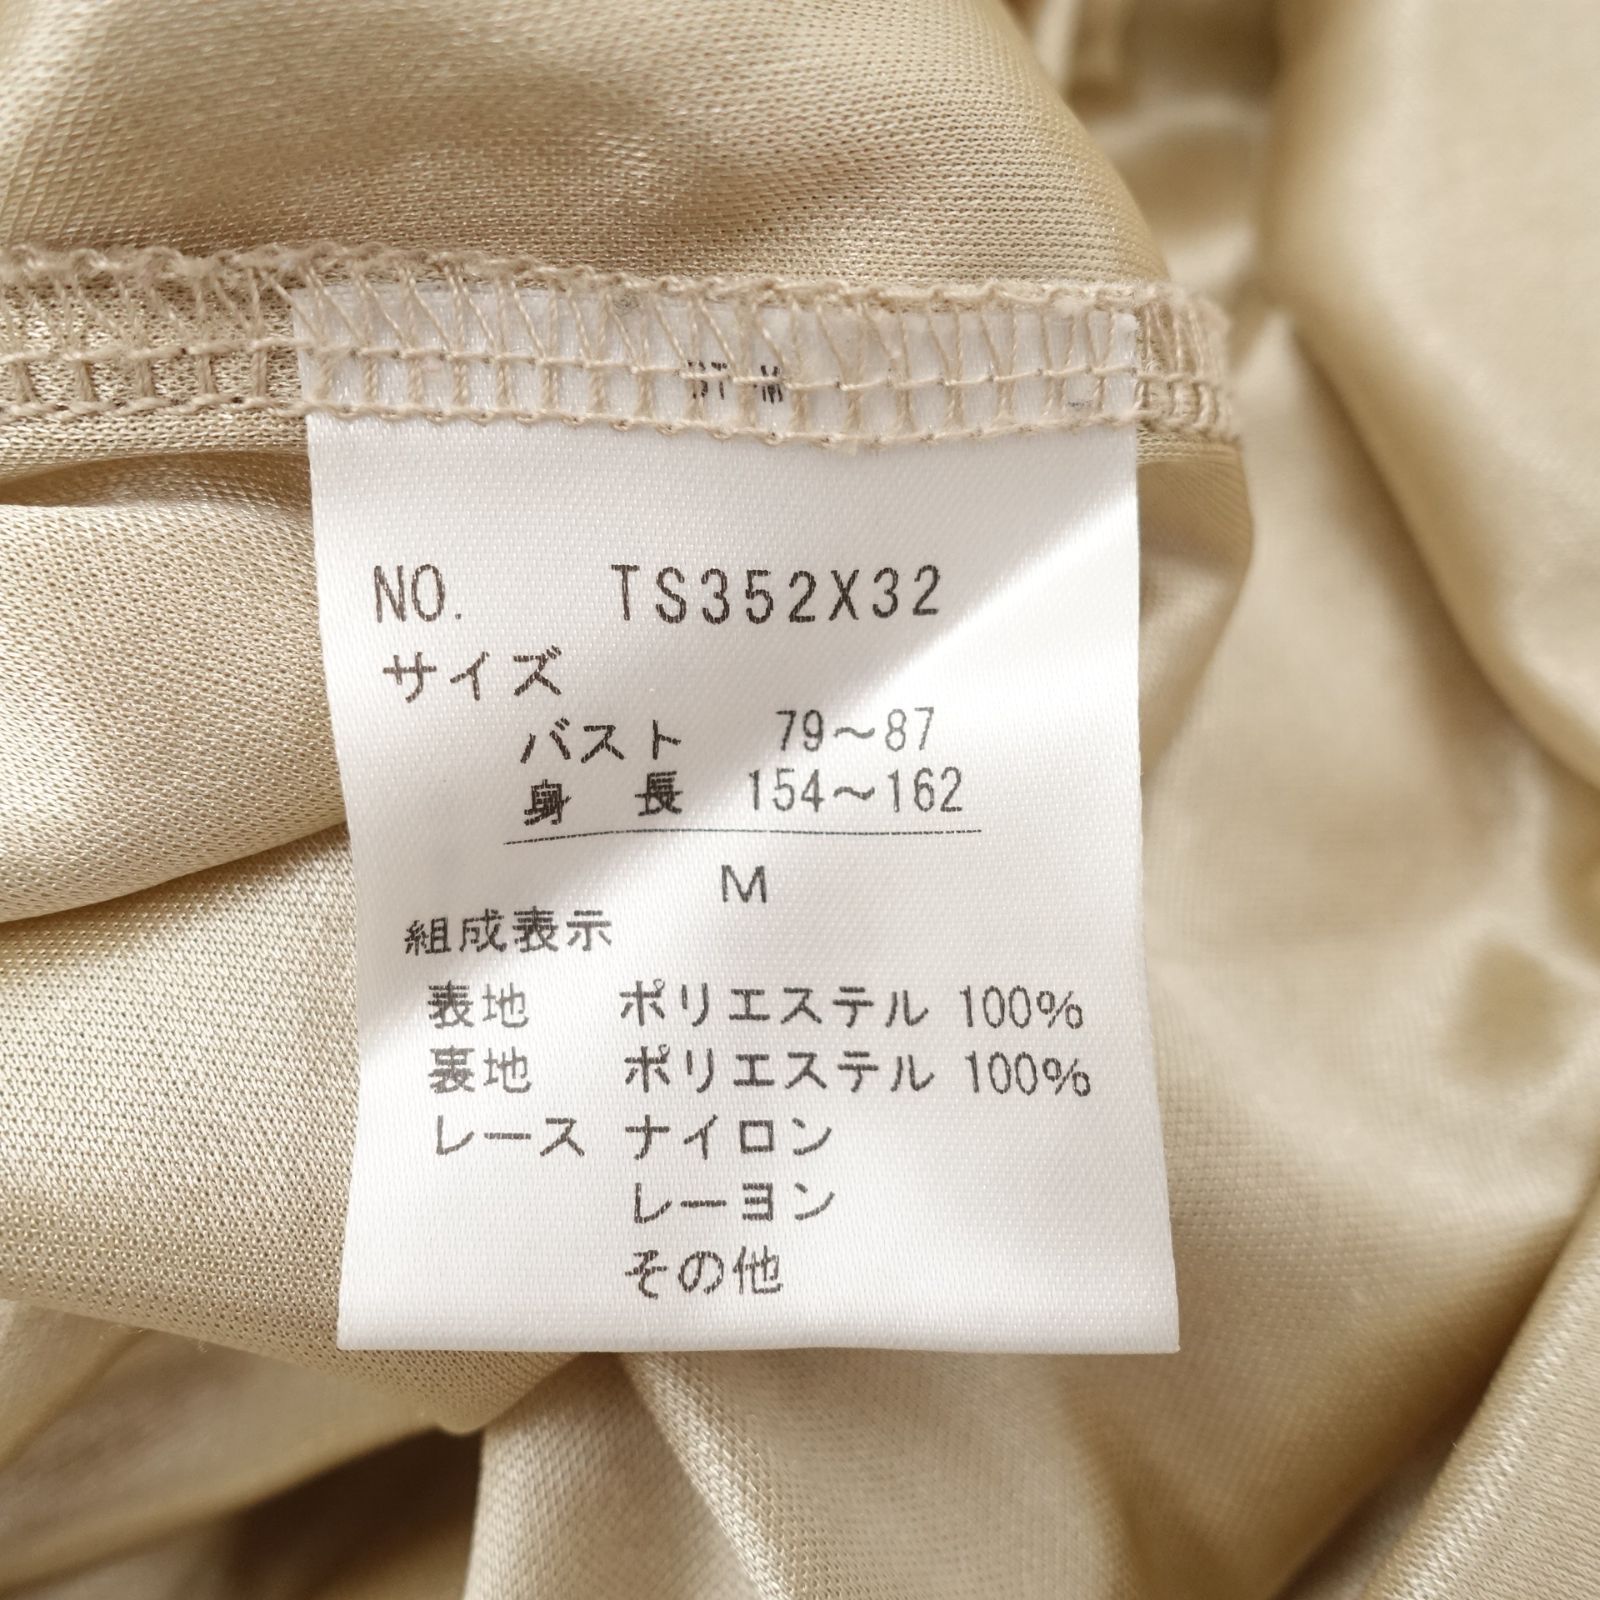 NO. TS352X32
サイズ
バスト 79～87
身長 154～162
M
組成表示
表地 ポリエステル 100%
裏地 ポリエステル 100%
レース ナイロン
レーヨン
その他